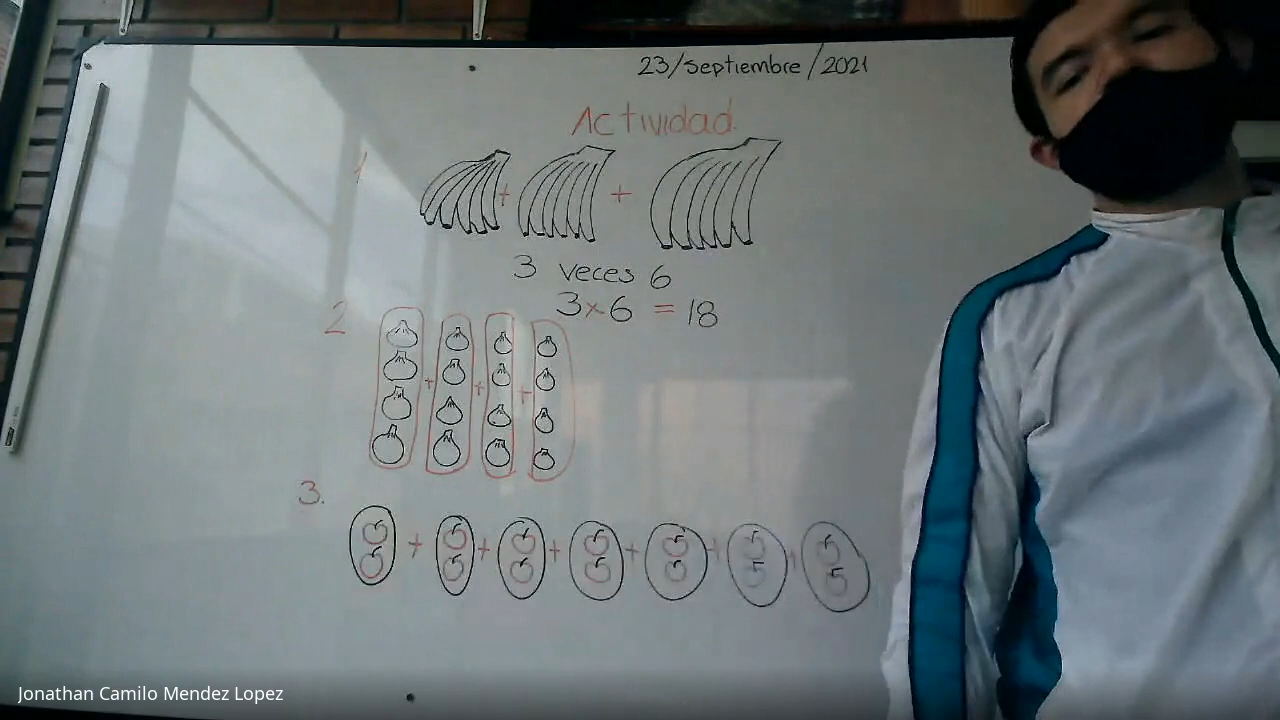 23/Septiembre/2021
Actividad
1
+ +
3 veces 6
3x6 = 18
2
+ + +
3.
+ + + + + + +
Jonathan Camilo Mendez Lopez